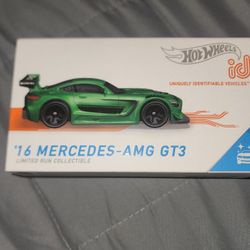 HOT WHEELS
id
UNIQUELY IDENTIFIABLE VEHICLES
'16 MERCEDES-AMG GT3
LIMITED RUN COLLECTIBLE